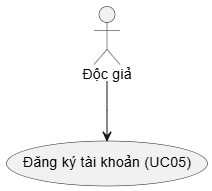 Độc giả
Đăng ký tài khoản (UC05)